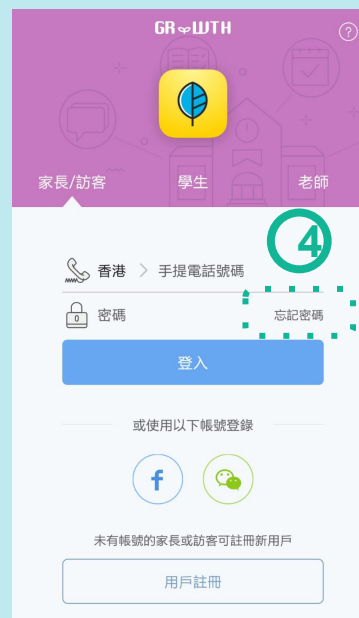 GROWTH
?
家長/訪客 學生 老師
4
香港 > 手提電話號碼
密碼 忘記密碼
登入
或使用以下帳號登錄
f
未有帳號的家長或訪客可註冊新用戶
用戶註冊